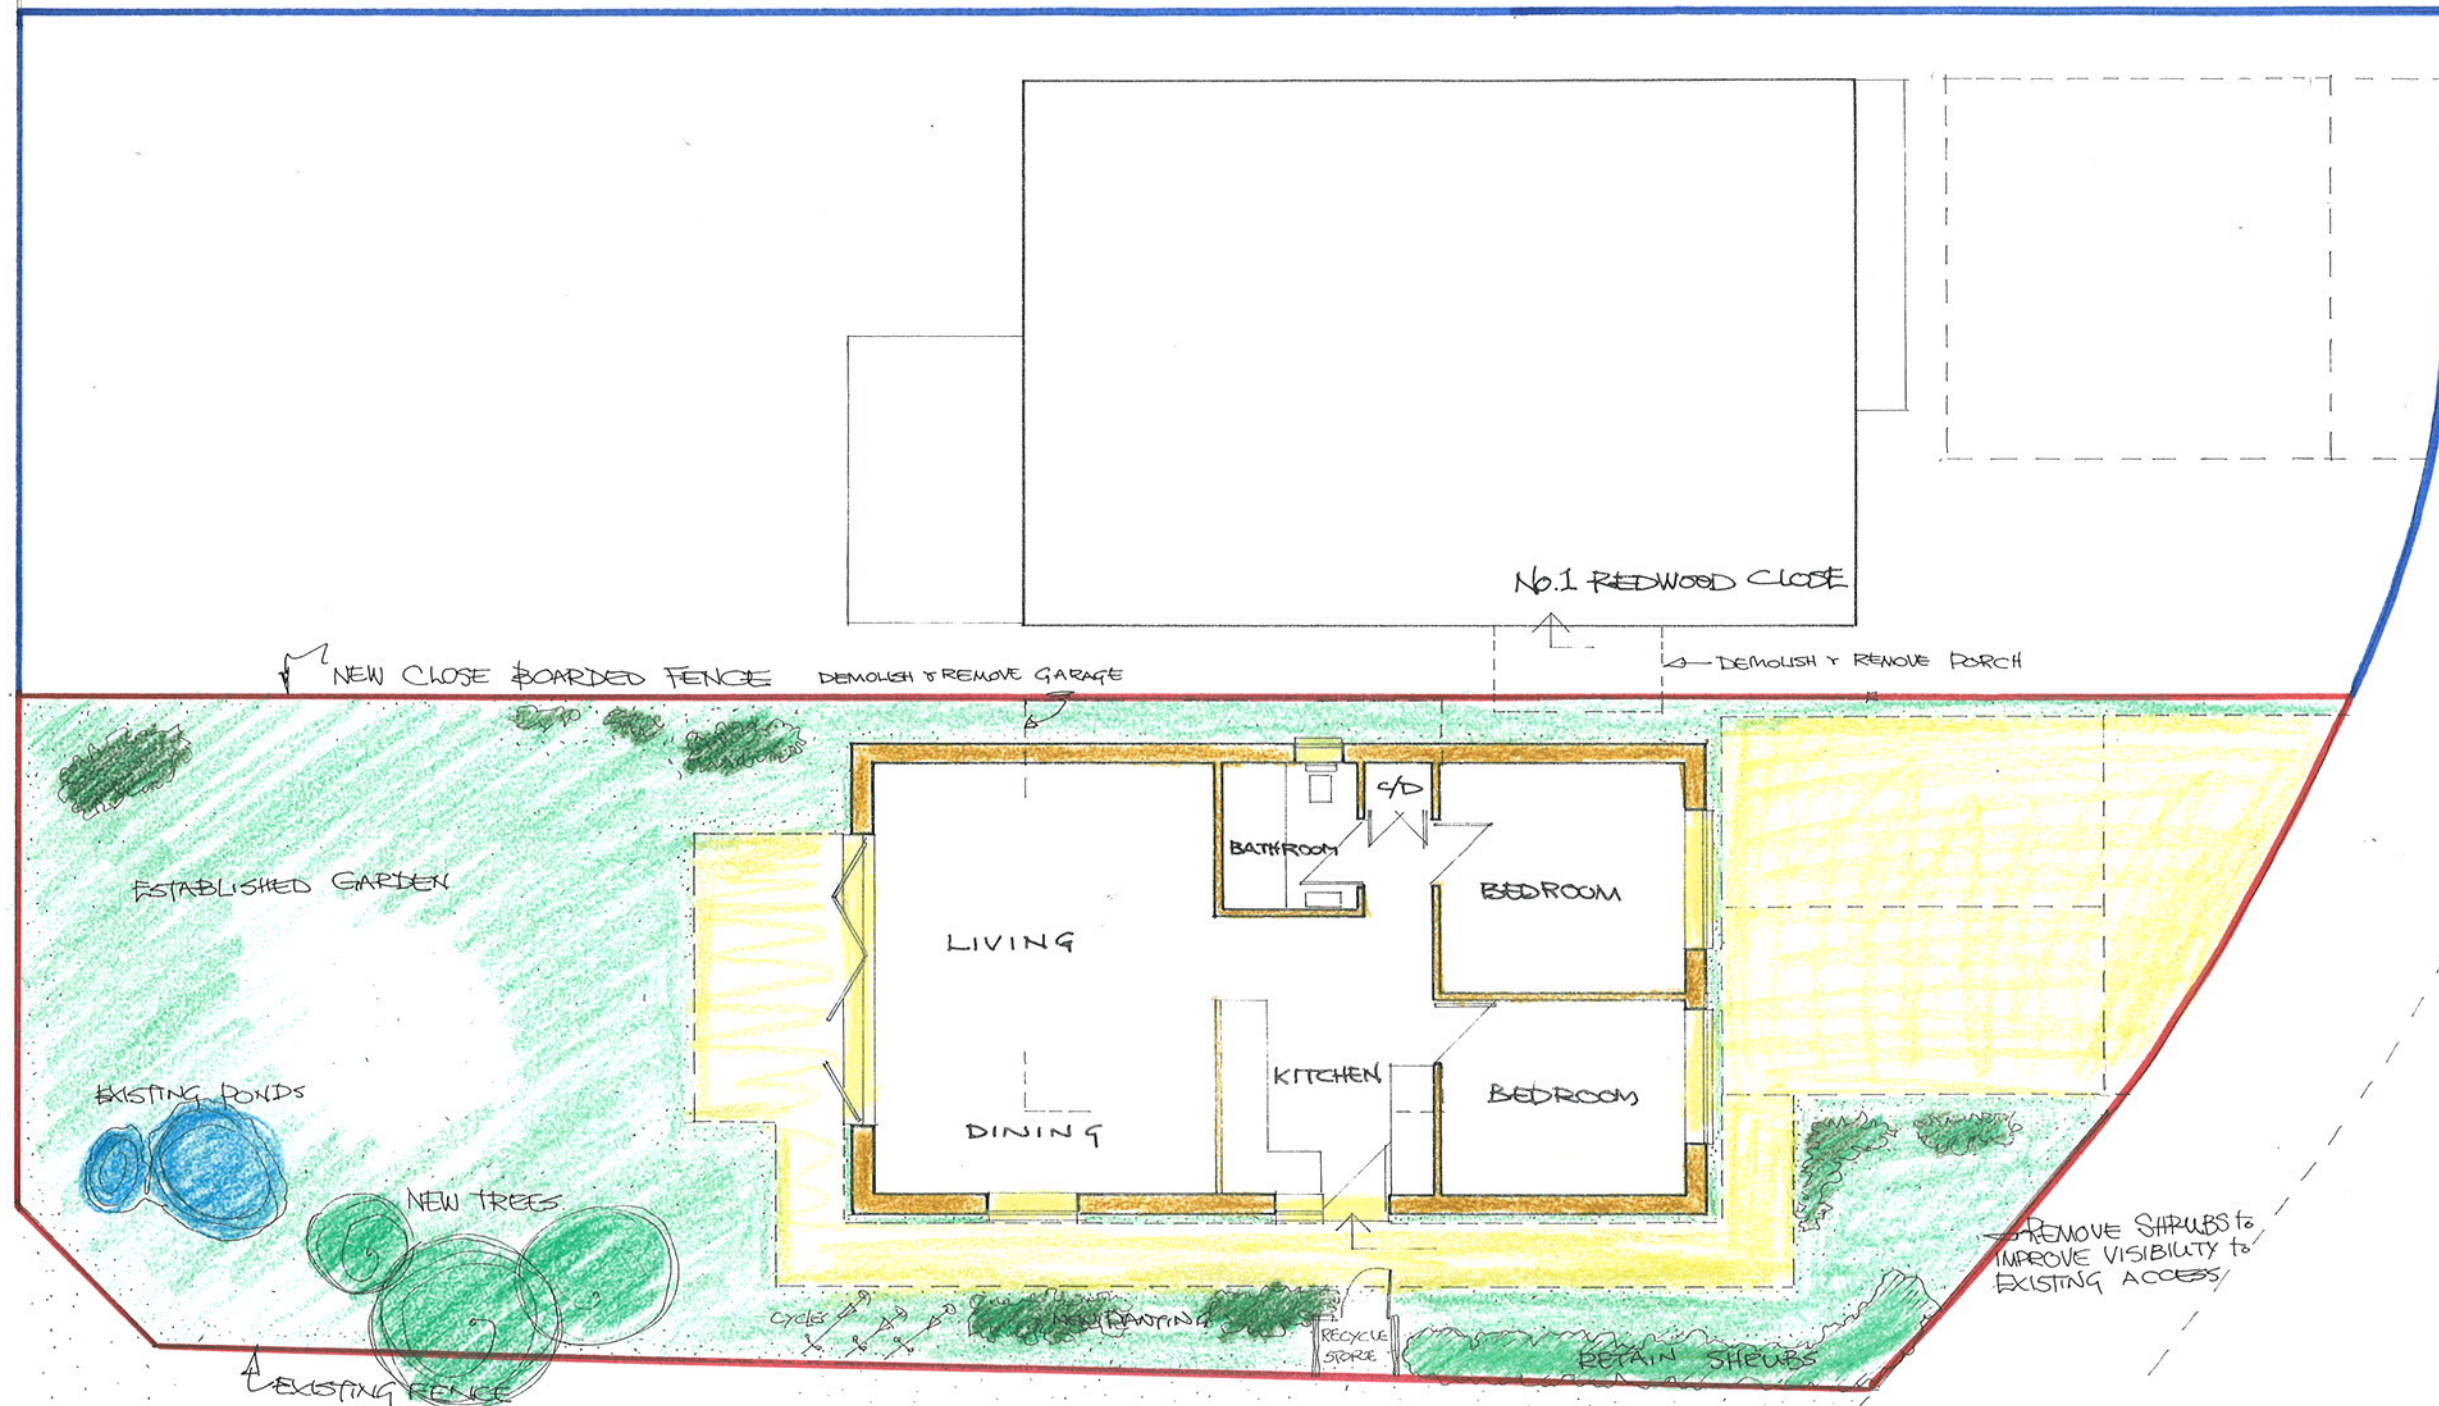 No.1 REDWOOD CLOSE
NEW CLOSE BOARDED FENCE
DEMOLISH & REMOVE GARAGE
DEMOLISH & REMOVE PORCH
C/D
BATHROOM
ESTABLISHED GARDEN
BEDROOM
LIVING
KITCHEN
EXISTING PONDS
BEDROOM
DINING
NEW TREES
REMOVE SHRUBS to
IMPROVE VISIBILITY to
EXISTING ACCESS
CYCLES
NEW PLANTING
RECYCLE
STORE
RETAIN SHRUBS
EXISTING FENCE